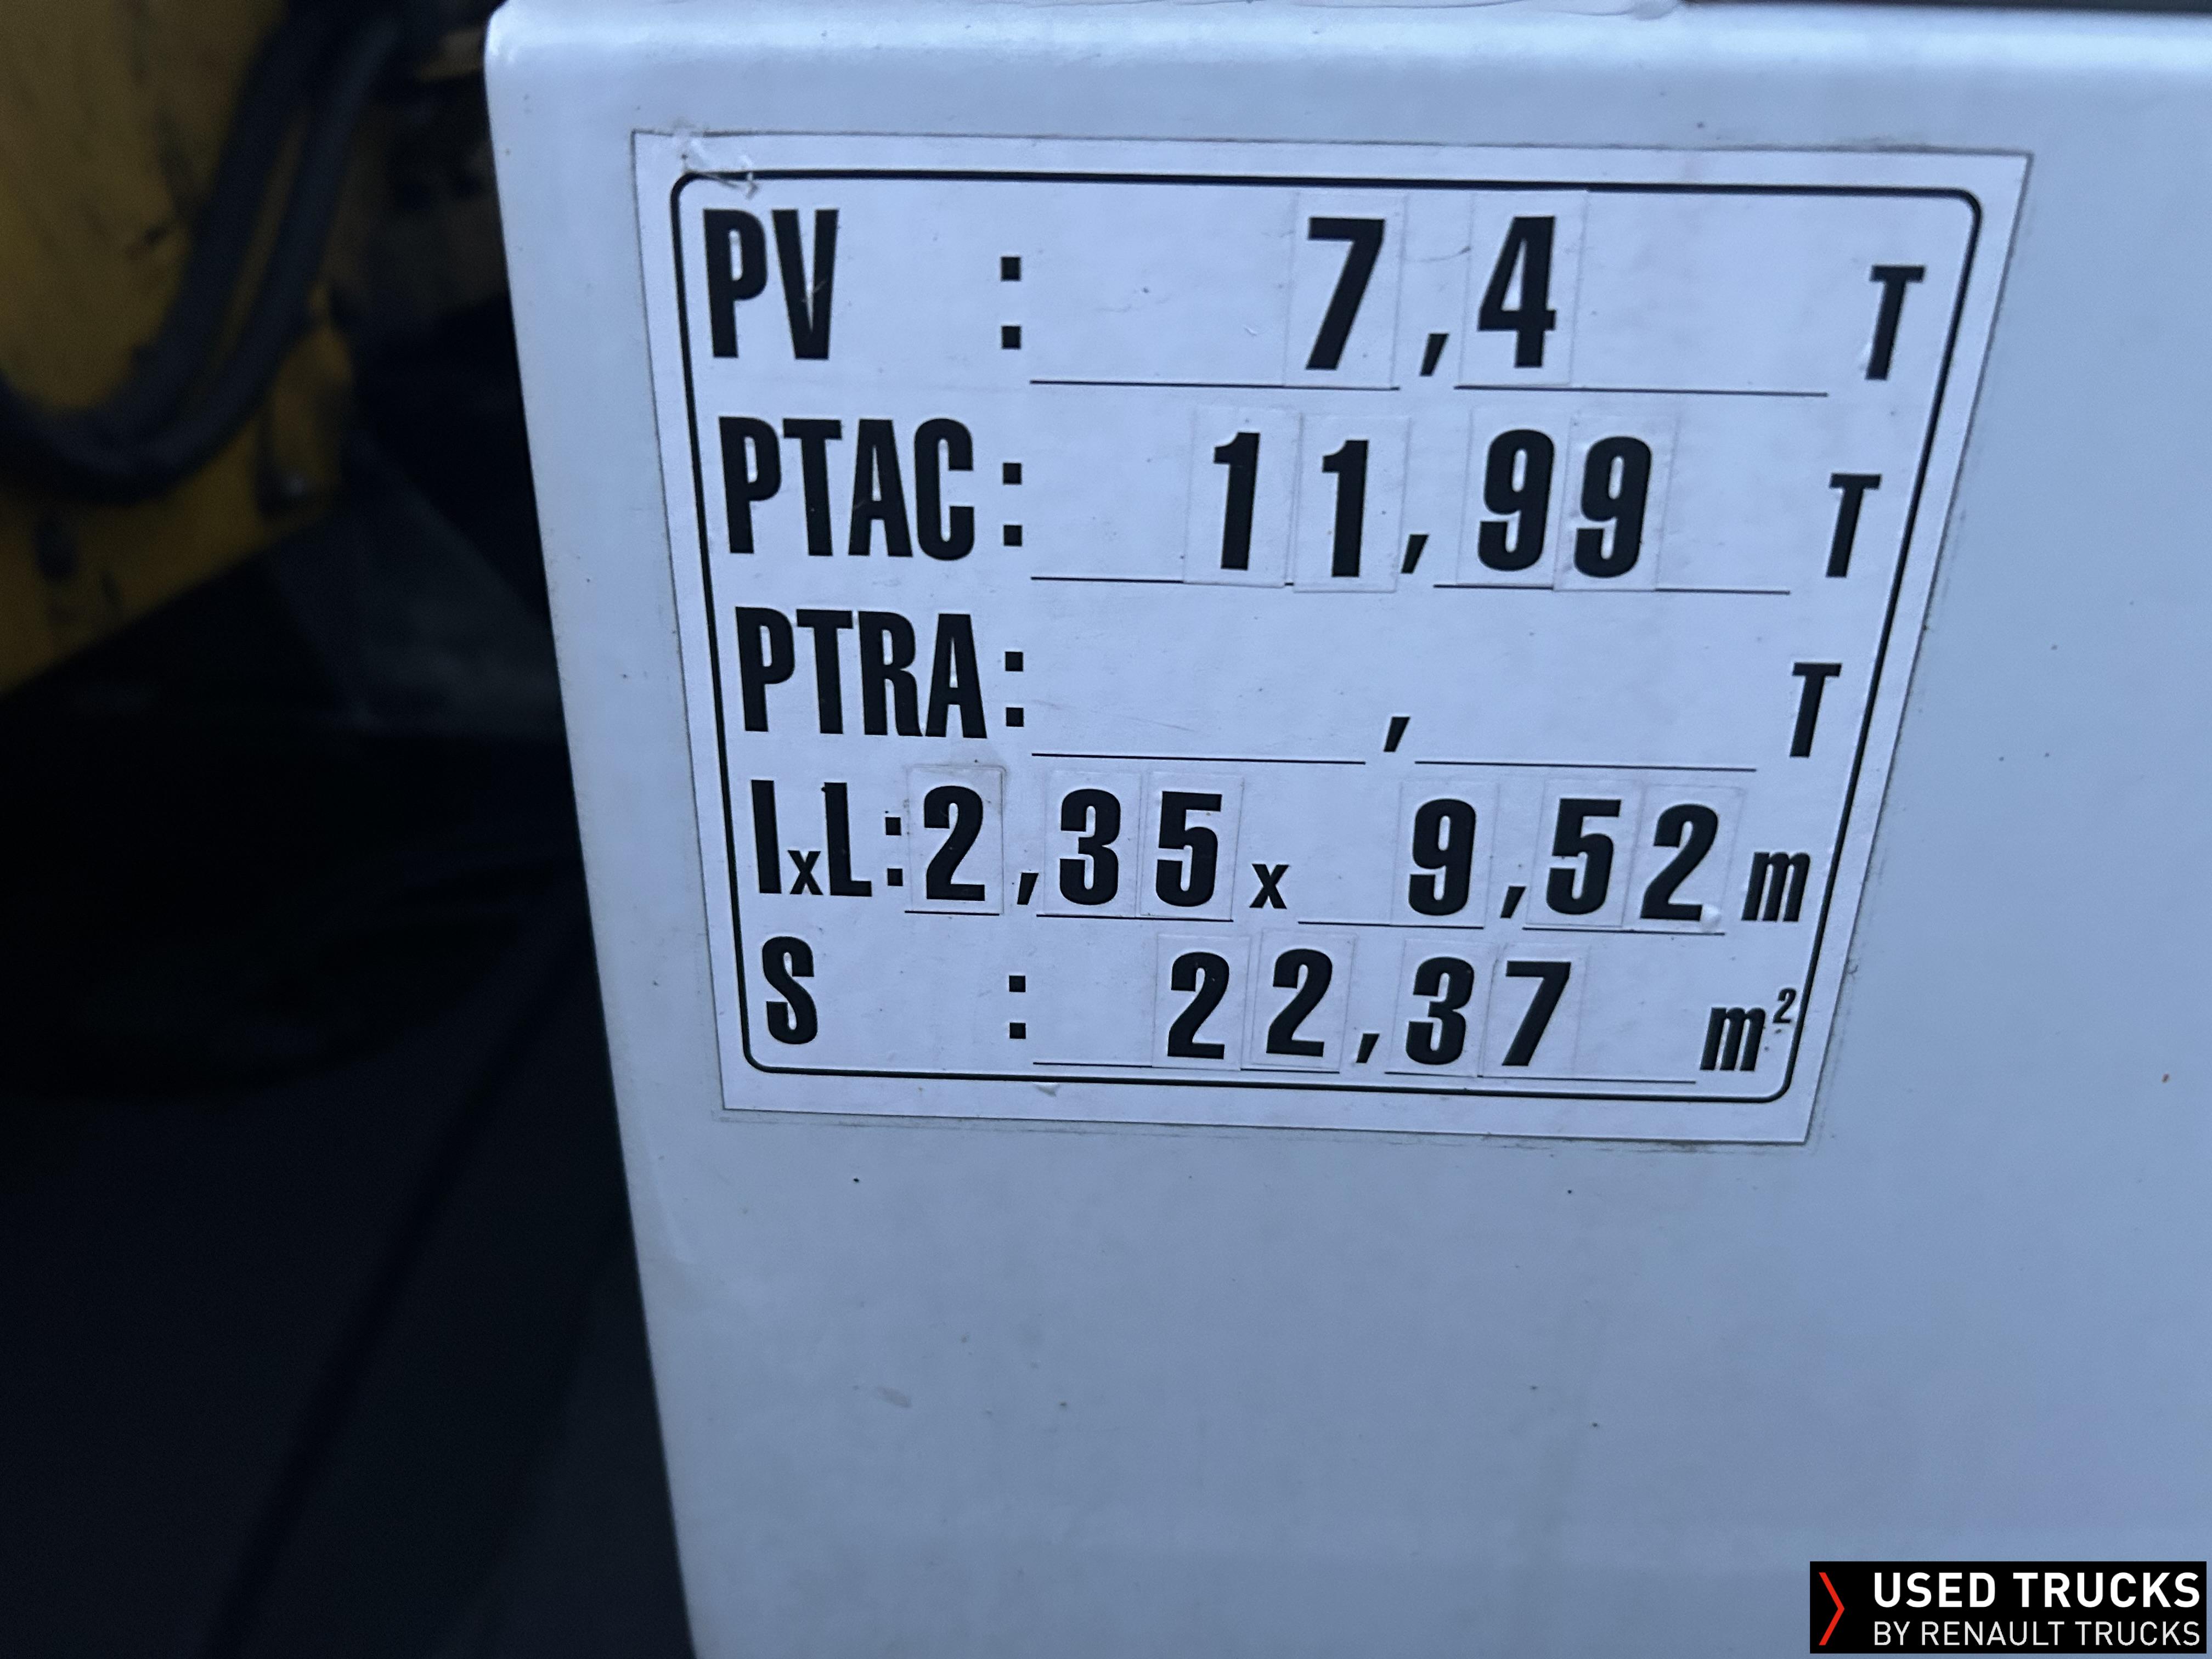 PV : 7,4 T
PTAC: 11,99 T
PTRA: , T
lxL: 2,35 x 9,52 m
S : 22,37 m²
USED TRUCKS
BY RENAULT TRUCKS